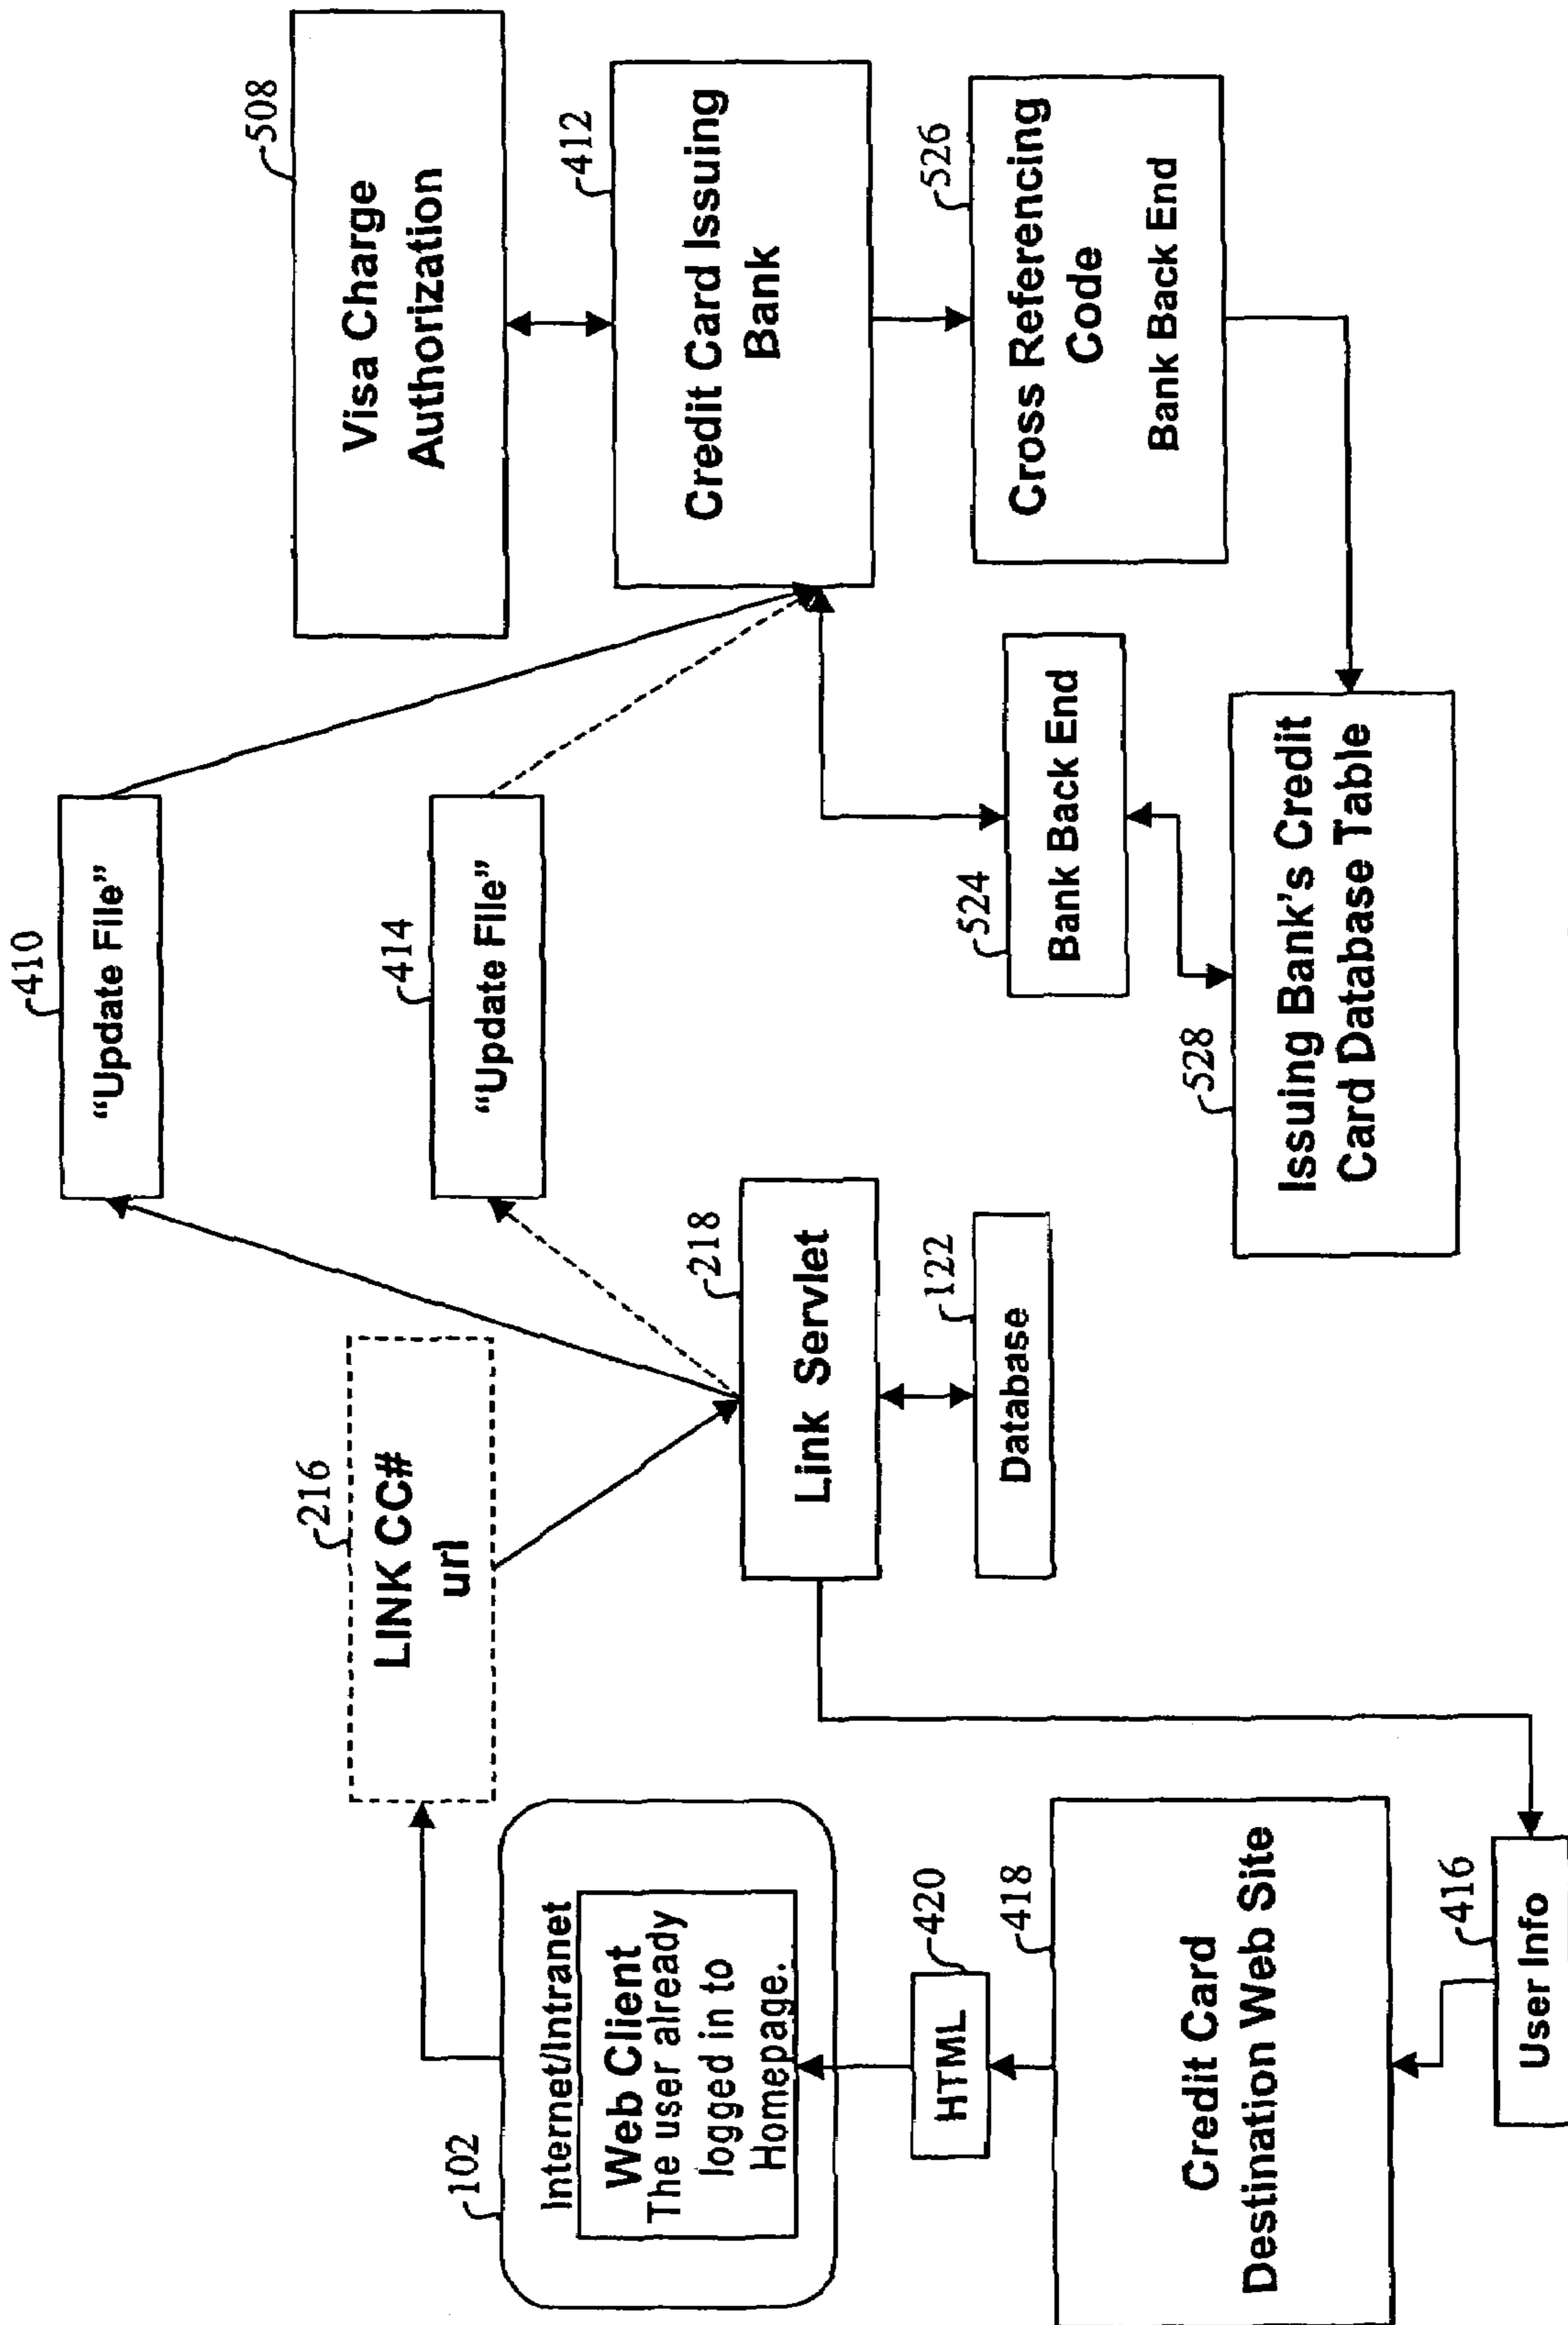 410
"Update File"
508
Visa Charge
Authorization
216
LINK CC#
url
414
"Update File"
412
Credit Card Issuing
Bank
102
Internet/Intranet
Web Client
The user already
logged in to
Homepage.
218
Link Servlet
420
HTML
122
Database
524
Bank Back End
526
Cross Referencing
Code
Bank Back End
418
Credit Card
Destination Web Site
528
Issuing Bank's Credit
Card Database Table
416
User Info